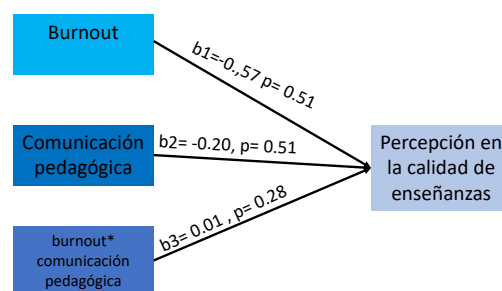 Burnout
b1=-0.,57 p= 0.51
Comunicación
pedagógica
b2= -0.20, p= 0.51
Percepción en
la calidad de
enseñanzas
b3= 0.01 , p= 0.28
burnout*
comunicación
pedagógica